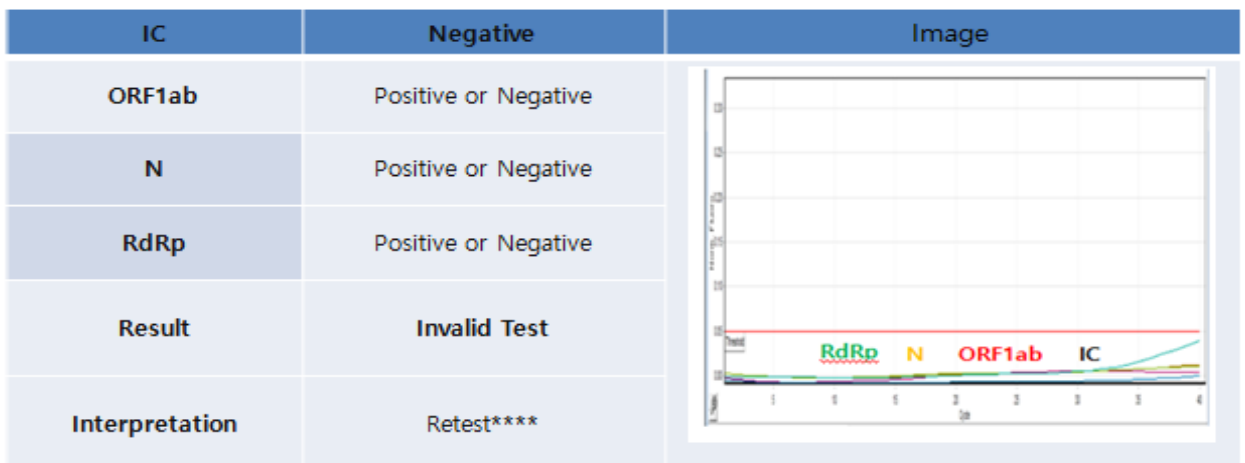 IC Negative Image
ORF1ab Positive or Negative
N Positive or Negative
RdRp Positive or Negative
Result Invalid Test
Interpretation Retest****
RdRp N ORF1ab IC